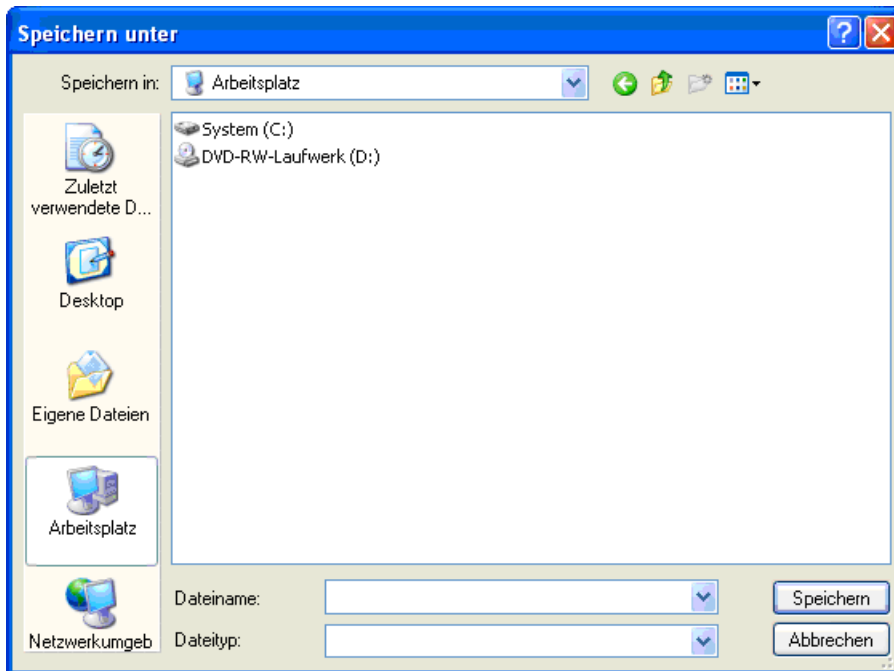 Speichern unter
Speichern in: Arbeitsplatz
System (C:)
DVD-RW-Laufwerk (D:)
Zuletzt
verwendete D...
Desktop
Eigene Dateien
Arbeitsplatz
Netzwerkumgeb
Dateiname:
Speichern
Dateityp:
Abbrechen